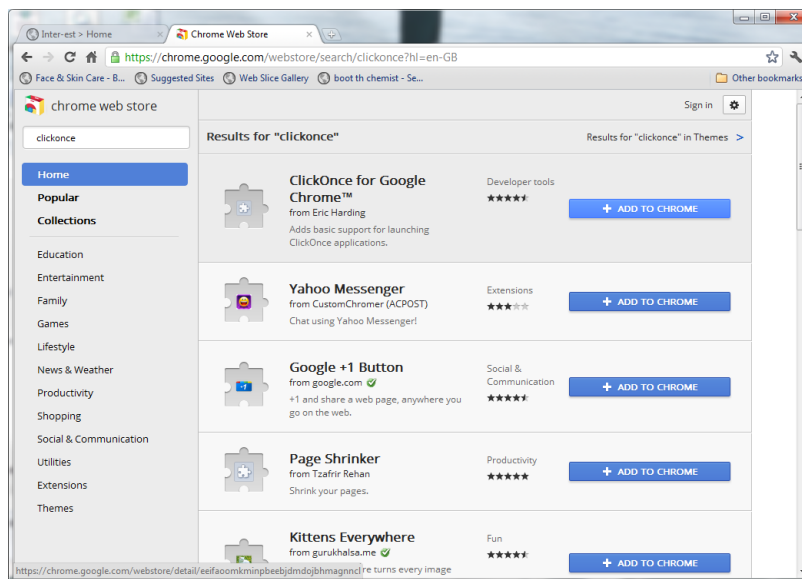 Inter-est > Home
Chrome Web Store
https://chrome.google.com/webstore/search/clickonce?hl=en-GB
Face & Skin Care - B... Suggested Sites Web Slice Gallery boot th chemist - Se... Other bookmarks
chrome web store
Sign in
clickonce
Results for "clickonce"
Results for "clickonce" in Themes >
Home
Popular
Collections
Education
Entertainment
Family
Games
Lifestyle
News & Weather
Productivity
Shopping
Social & Communication
Utilities
Extensions
Themes
ClickOnce for Google
Chrome™
from Eric Harding
Adds basic support for launching
ClickOnce applications.
Developer tools
+ ADD TO CHROME
Yahoo Messenger
from CustomChromer (ACPOST)
Chat using Yahoo Messenger!
Extensions
+ ADD TO CHROME
Google +1 Button
from google.com
+1 and share a web page, anywhere you
go on the web.
Social &
Communication
+1
+ ADD TO CHROME
Page Shrinker
from Tzafrir Rehan
Shrink your pages.
Productivity
+ ADD TO CHROME
Kittens Everywhere
from gurukhalsa.me
re turns every image
Fun
+ ADD TO CHROME
https://chrome.google.com/webstore/detail/eeifaoomkminpbeebjdmdojbhmagnncl